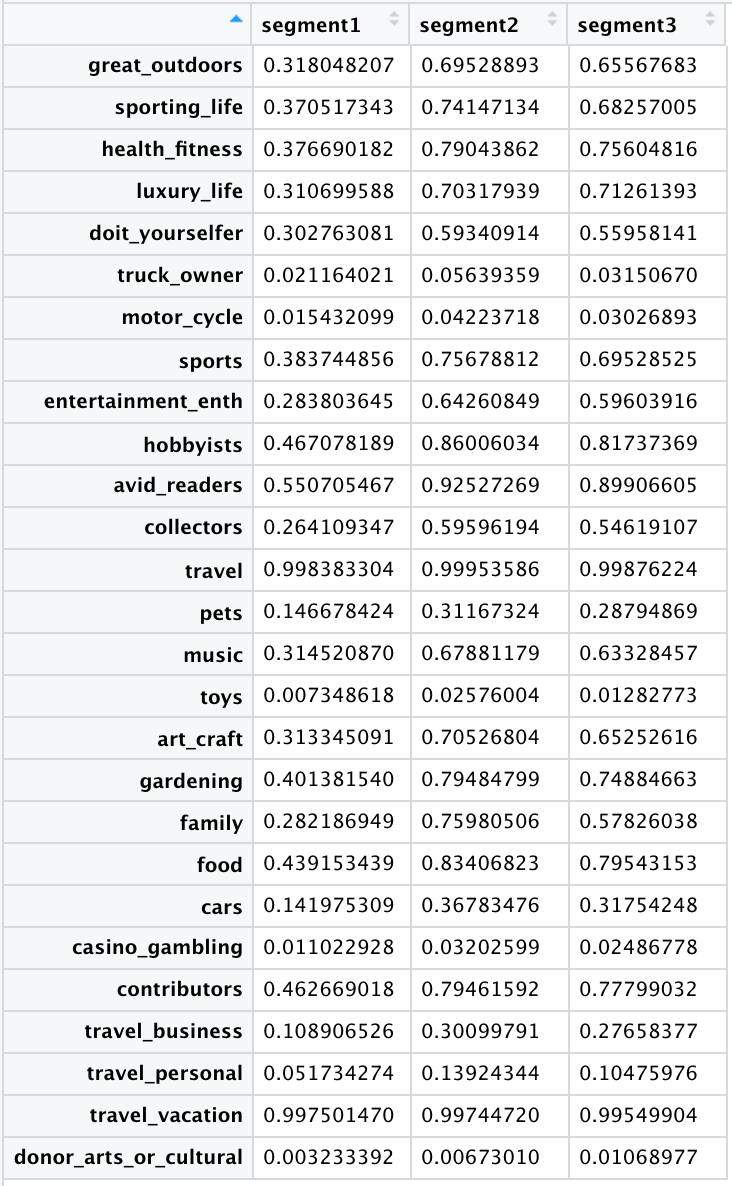 segment1 segment2 segment3
great_outdoors 0.318048207 0.69528893 0.65567683
sporting_life 0.370517343 0.74147134 0.68257005
health_fitness 0.376690182 0.79043862 0.75604816
luxury_life 0.310699588 0.70317939 0.71261393
doit_yourselfer 0.302763081 0.59340914 0.55958141
truck_owner 0.021164021 0.05639359 0.03150670
motor_cycle 0.015432099 0.04223718 0.03026893
sports 0.383744856 0.75678812 0.69528525
entertainment_enth 0.283803645 0.64260849 0.59603916
hobbyists 0.467078189 0.86006034 0.81737369
avid_readers 0.550705467 0.92527269 0.89906605
collectors 0.264109347 0.59596194 0.54619107
travel 0.998383304 0.99953586 0.99876224
pets 0.146678424 0.31167324 0.28794869
music 0.314520870 0.67881179 0.63328457
toys 0.007348618 0.02576004 0.01282773
art_craft 0.313345091 0.70526804 0.65252616
gardening 0.401381540 0.79484799 0.74884663
family 0.282186949 0.75980506 0.57826038
food 0.439153439 0.83406823 0.79543153
cars 0.141975309 0.36783476 0.31754248
casino_gambling 0.011022928 0.03202599 0.02486778
contributors 0.462669018 0.79461592 0.77799032
travel_business 0.108906526 0.30099791 0.27658377
travel_personal 0.051734274 0.13924344 0.10475976
travel_vacation 0.997501470 0.99744720 0.99549904
donor_arts_or_cultural 0.003233392 0.00673010 0.01068977